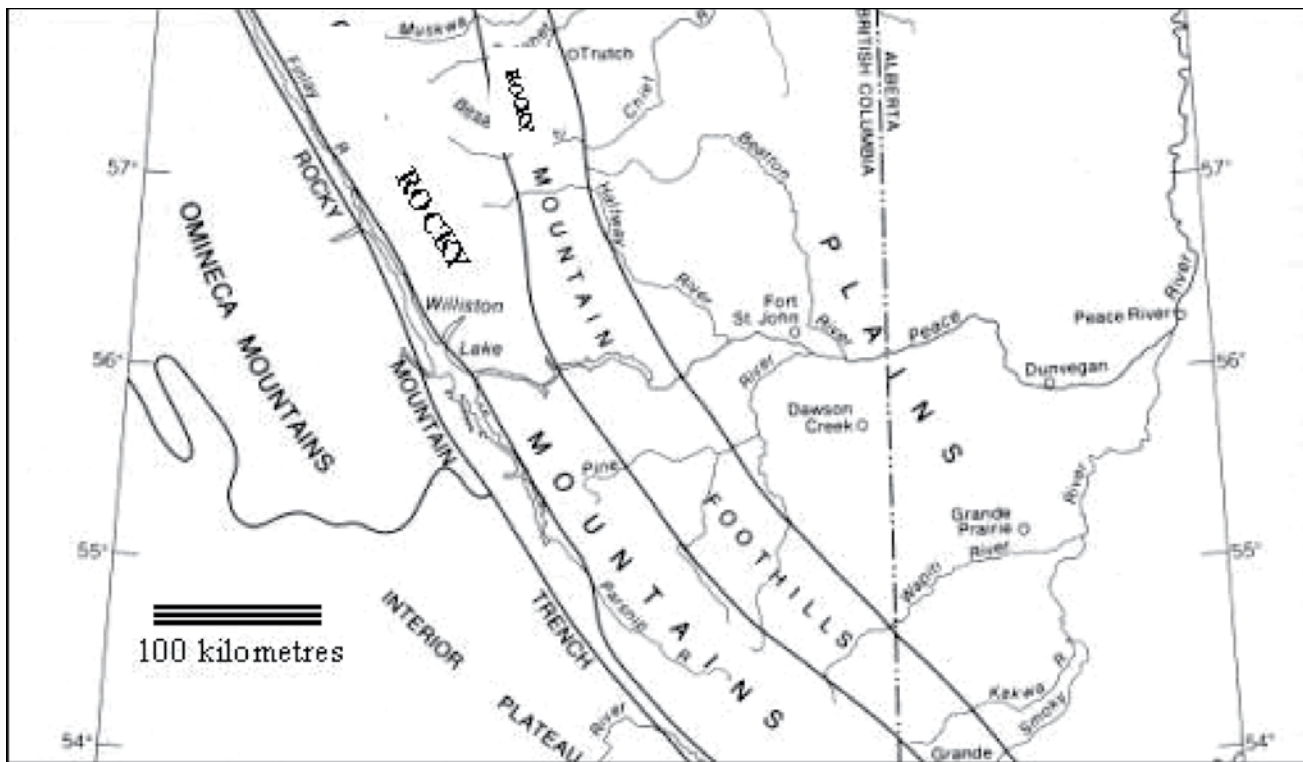 Muskwa
R
Trutch
Chief
BRITISH COLUMBIA
ALBERTA
Finlay
R
ROCKY
57°
57°
ROCKY
MOUNTAIN
ROCKY
MOUNTAINS
Halfway
River
Beatton
River
PLAINS
OMINECA MOUNTAINS
Williston
Lake
Fort
St. John
Peace
River
Peace River
56°
56°
Dunvegan
MOUNTAIN
River
Dawson
Creek
Pine
FOOTHILLS
Grande
Prairie
River
River
Wapiti
55°
55°
Parsnip
R
TRENCH
INTERIOR
PLATEAU
100 kilometres
River
Kakwa
R
Smoky
Grande
54°
54°